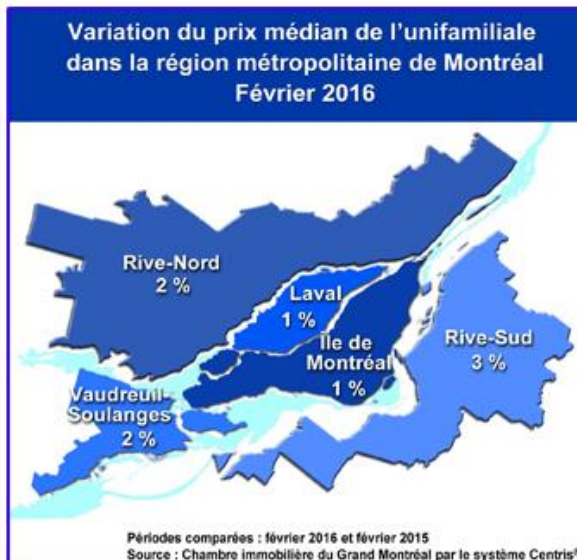 Variation du prix médian de l'unifamiliale
dans la région métropolitaine de Montréal
Février 2016
Rive-Nord
2 %
Laval
1 %
Île de
Montréal
1 %
Rive-Sud
3 %
Vaudreuil-
Soulanges
2 %
Périodes comparées : février 2016 et février 2015
Source : Chambre immobilière du Grand Montréal par le système Centris®